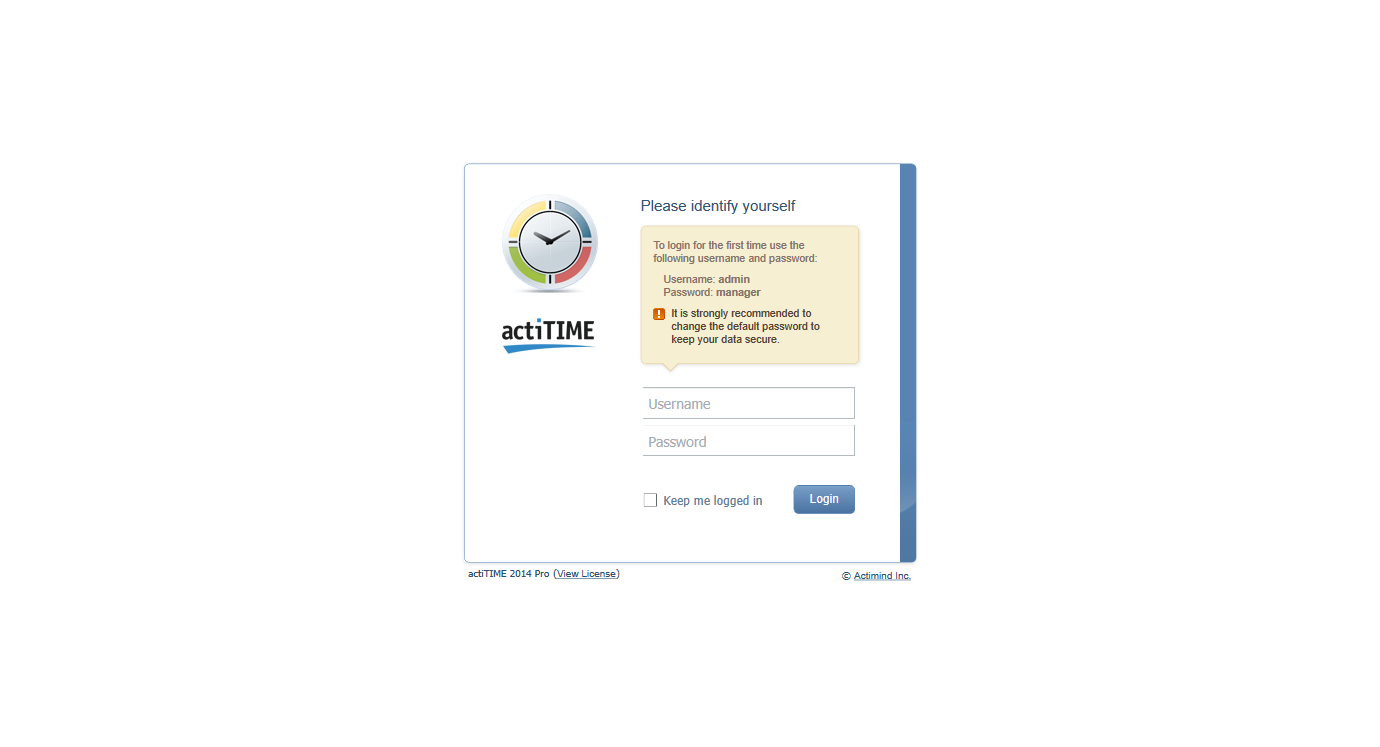 Please identify yourself
To login for the first time use the
following username and password:
Username: admin
Password: manager
It is strongly recommended to
change the default password to
keep your data secure.
actiTIME
Username
Password
Keep me logged in
Login
actiTIME 2014 Pro (View License)
© Actimind Inc.